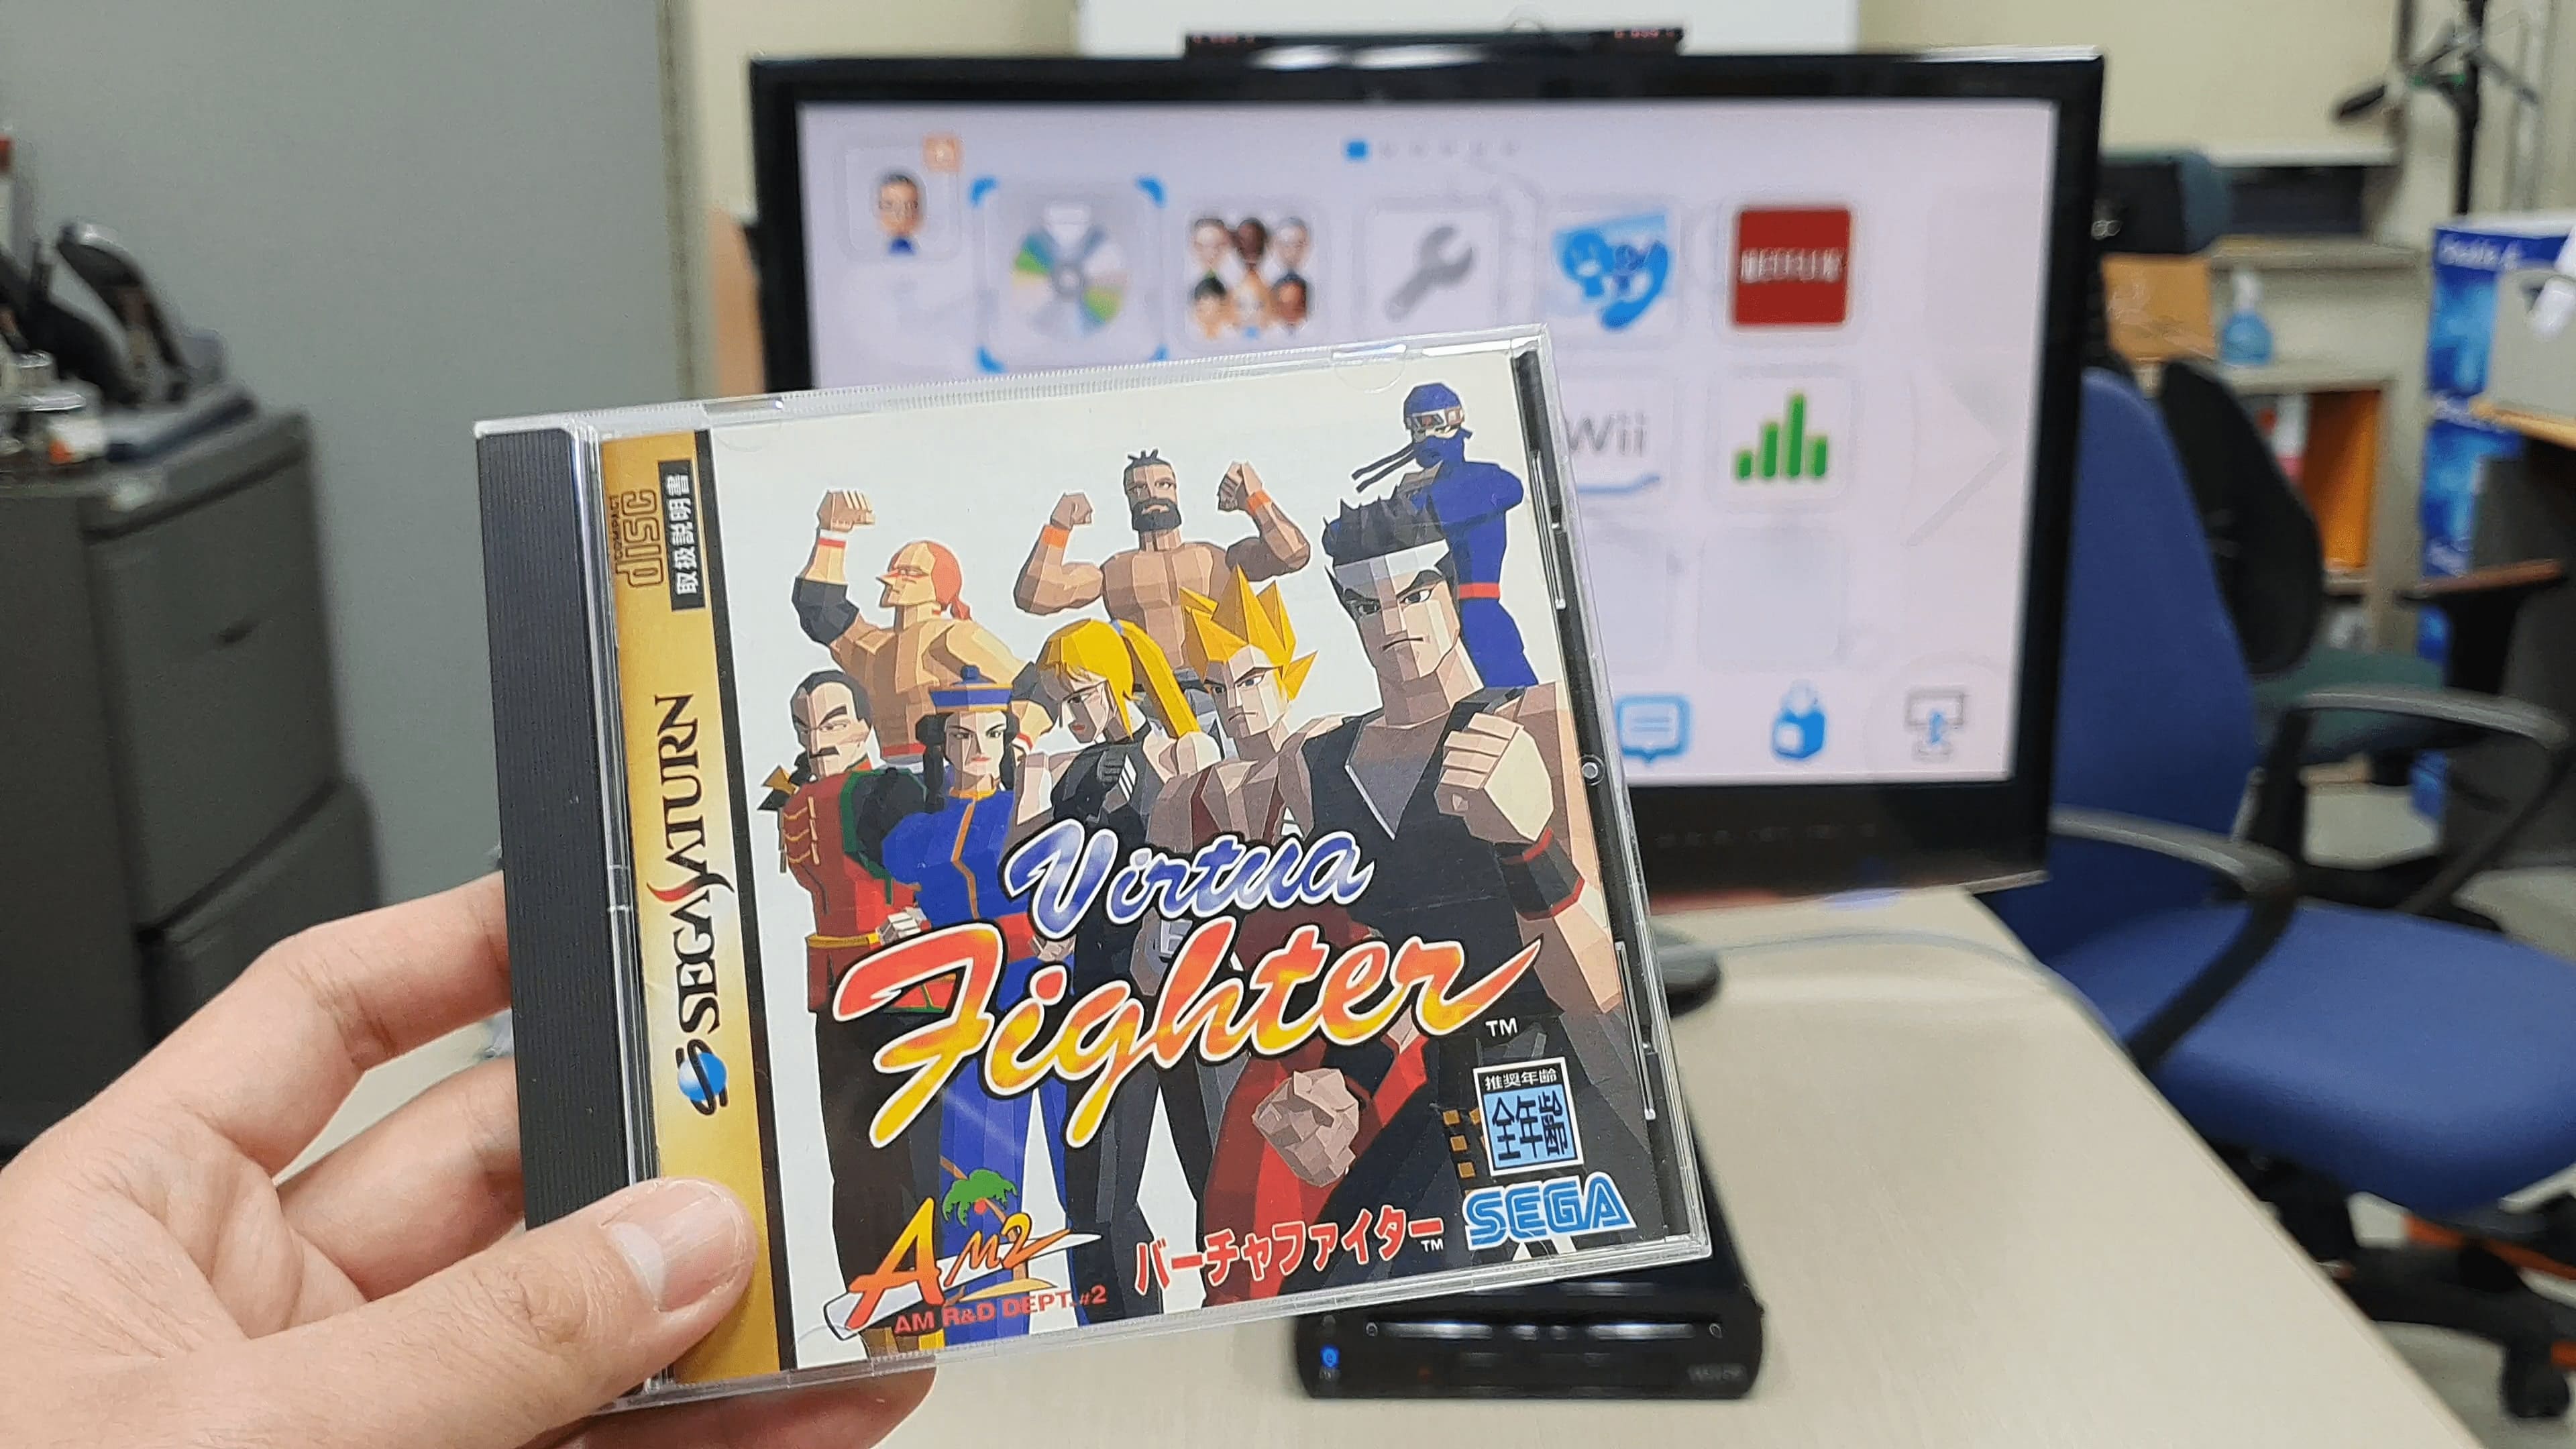 NETFLIX
Wii
COMPACT
disc
取扱説明書
SEGA SATURN
Virtua
Fighter
TM
推奨年齢
全年齢
SEGA
AM2
AM R&D DEPT.#2
バーチャファイター
TM